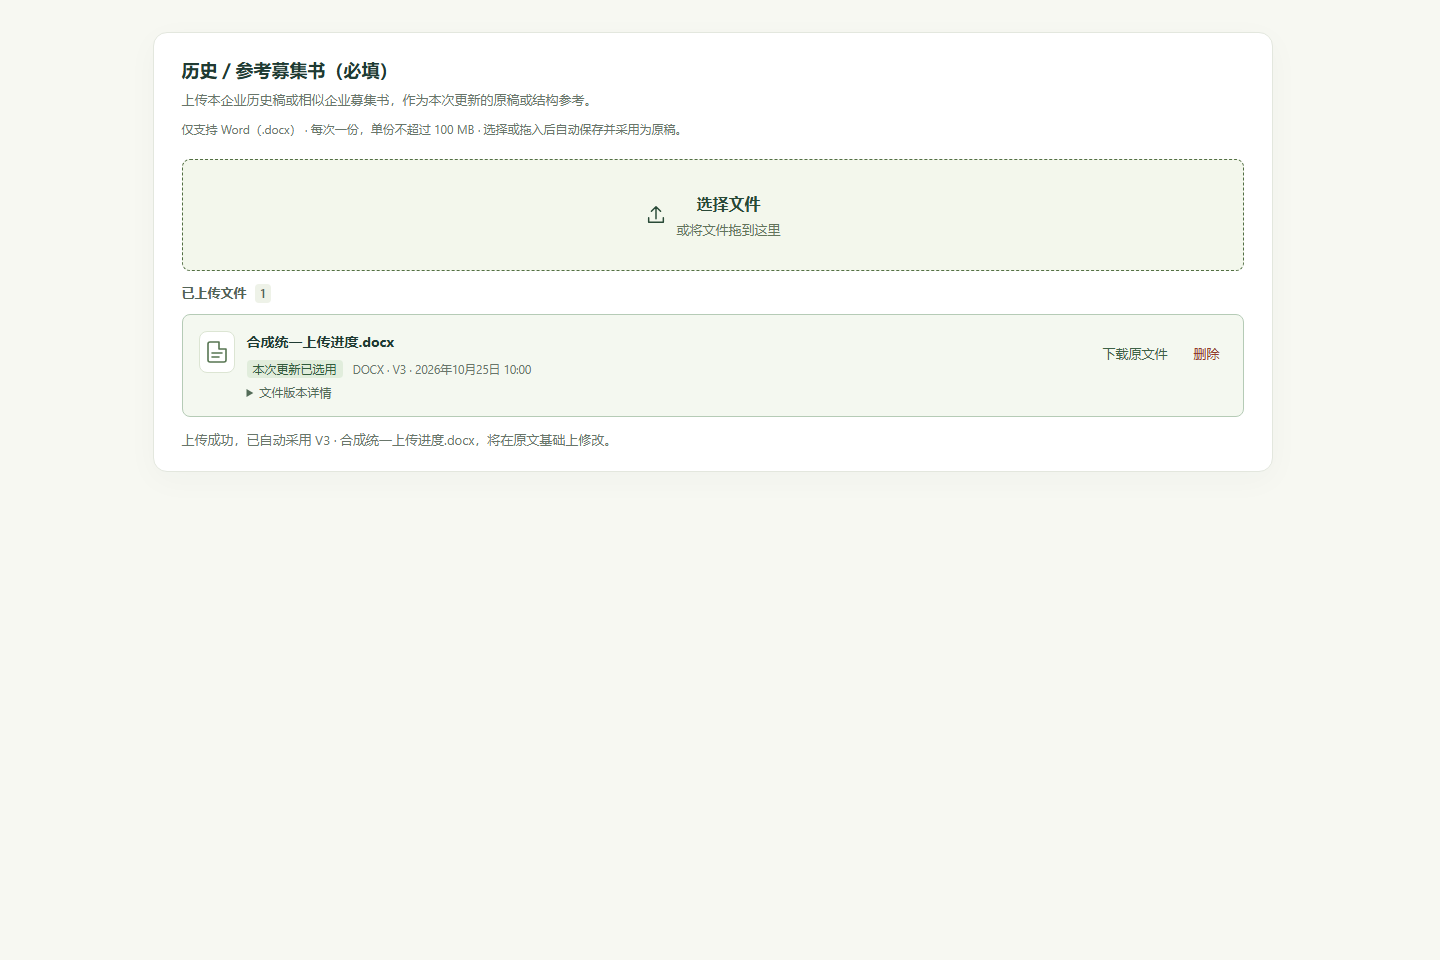 历史 / 参考募集书（必填）
上传本企业历史稿或相似企业募集书，作为本次更新的原稿或结构参考。
仅支持 Word（.docx） · 每次一份，单份不超过 100 MB · 选择或拖入后自动保存并采用为原稿。
选择文件
或将文件拖到这里
已上传文件 1
合成统一上传进度.docx
下载原文件 删除
本次更新已选用 DOCX · V3 · 2026年10月25日 10:00
文件版本详情
上传成功，已自动采用 V3 · 合成统一上传进度.docx，将在原文基础上修改。